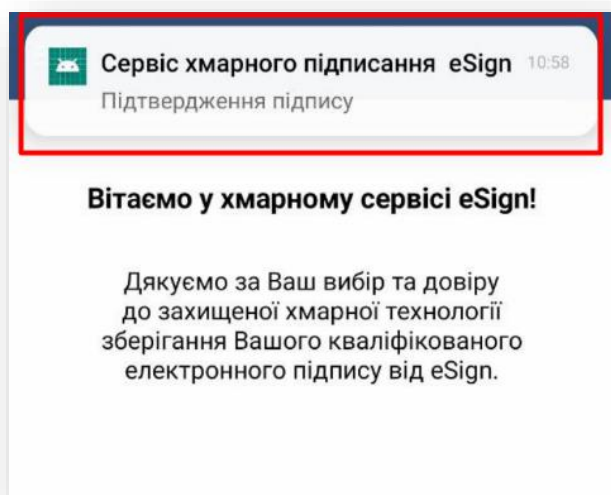 Сервіс хмарного підписання eSign 10:58
Підтвердження підпису
Вітаємо у хмарному сервісі eSign!
Дякуємо за Ваш вибір та довіру
до захищеної хмарної технології
зберігання Вашого кваліфікованого
електронного підпису від eSign.